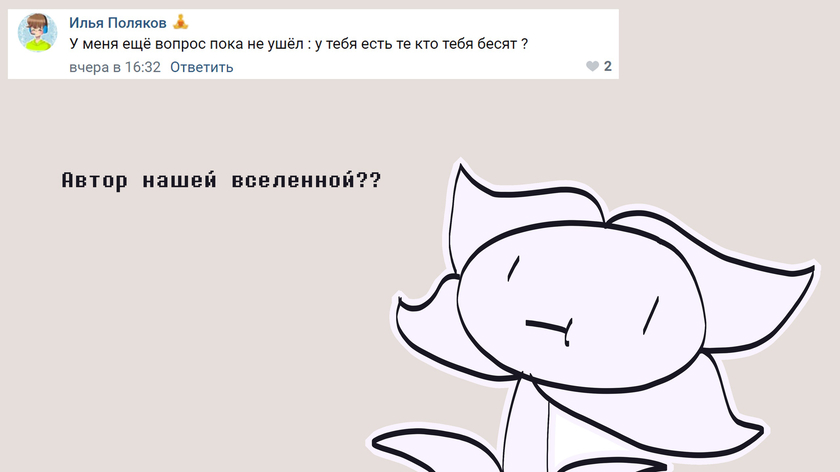 Илья Поляков
У меня ещё вопрос пока не ушёл : у тебя есть те кто тебя бесят ?
вчера в 16:32 Ответить 2
Автор нашей вселенной??